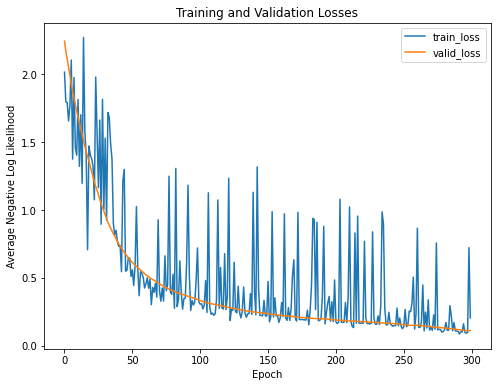 Training and Validation Losses
train_loss
valid_loss
Average Negative Log Likelihood
2.0
1.5
1.0
0.5
0.0
0
50
100
150
200
250
300
Epoch